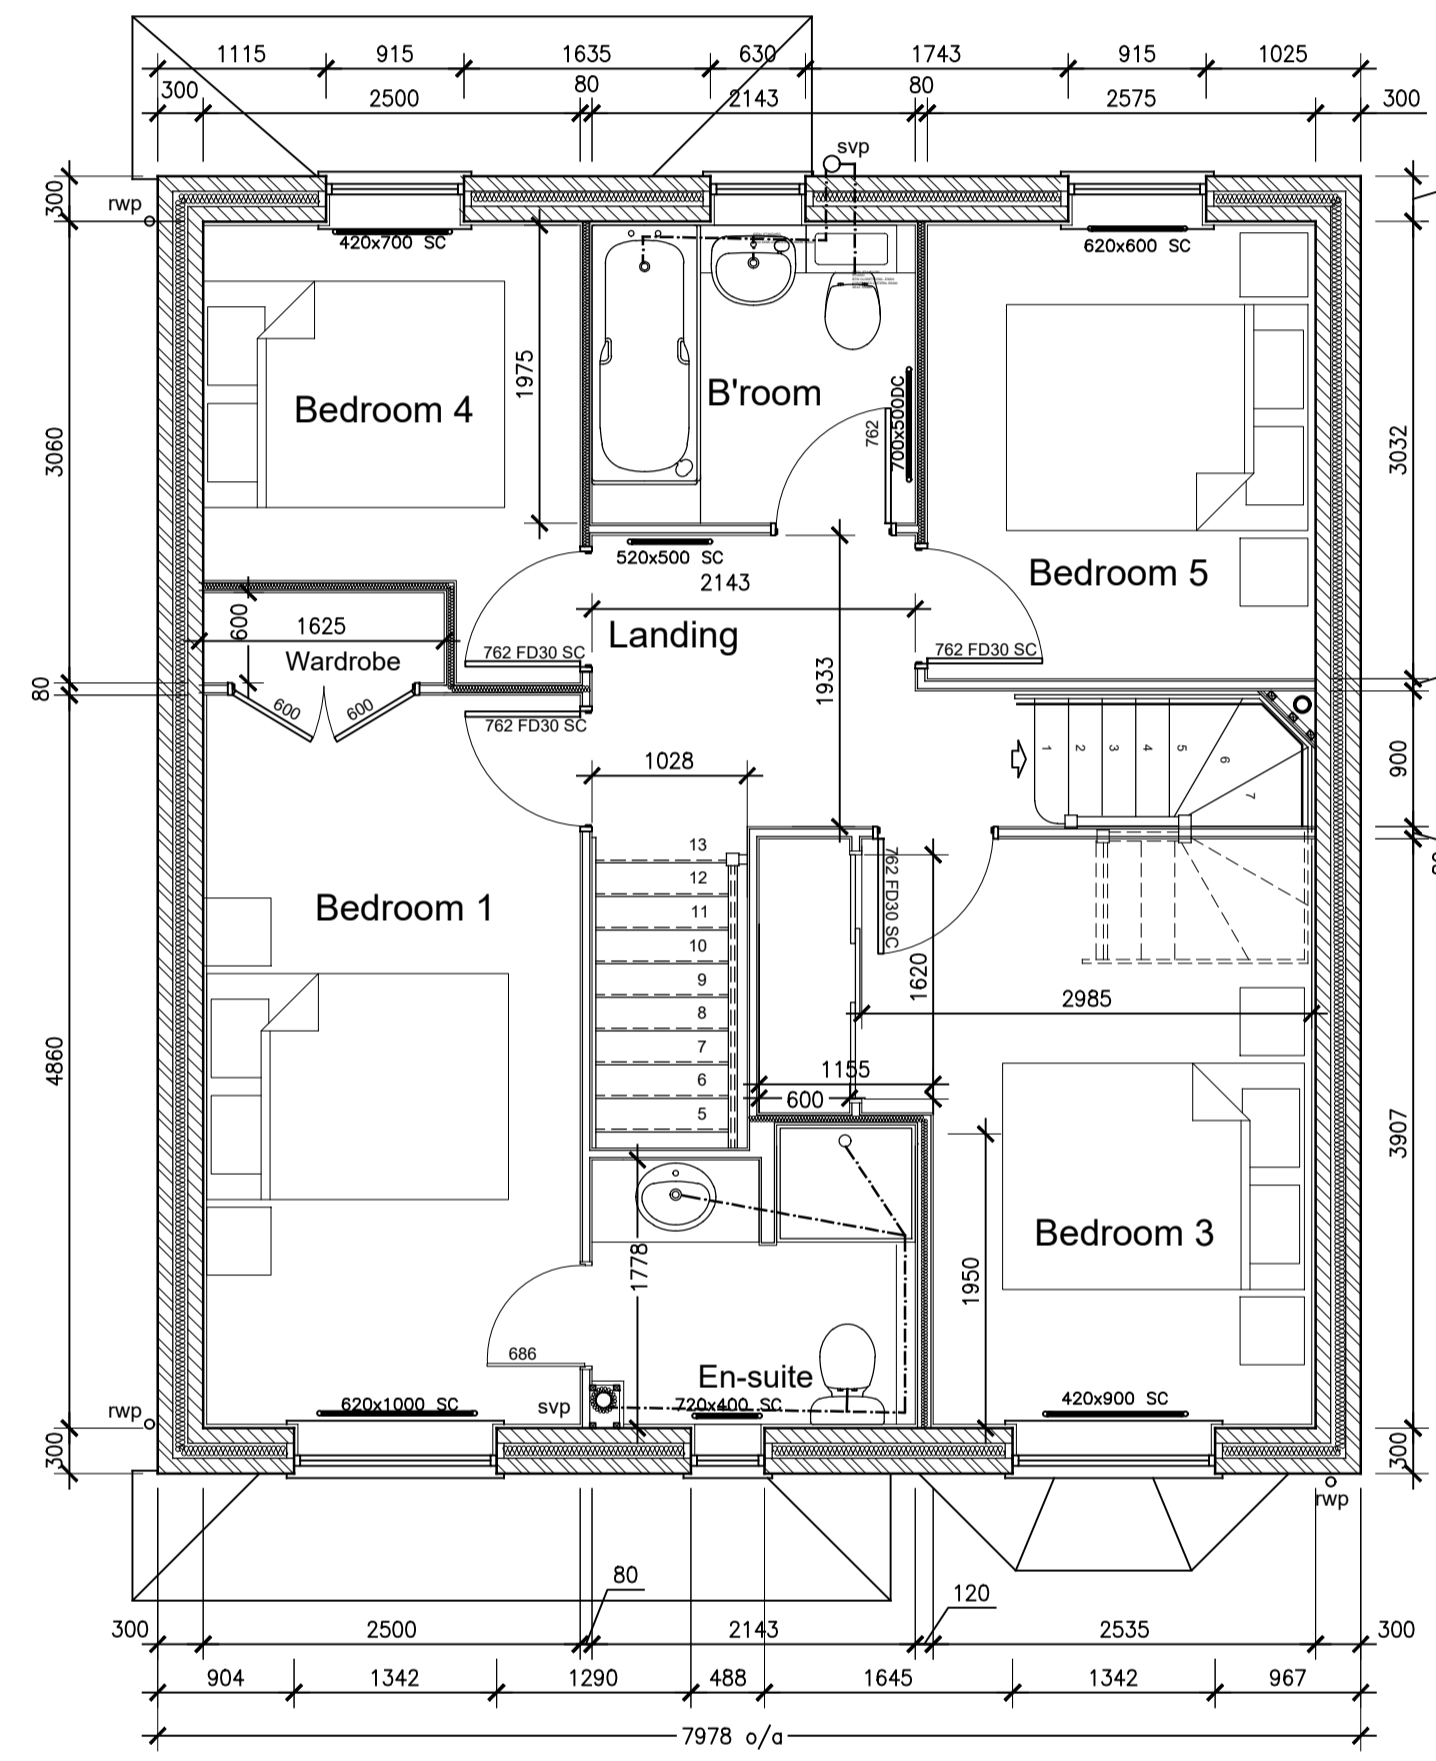 1115 915 1635 630 1743 915 1025
300 2500 80 2143 80 2575 300
svp
rwp
300
300
420x700 SC
620x600 SC
1975
Bedroom 4
B'room
762
700x500DC
3060
3032
520x500 SC
2143
Bedroom 5
Landing
600
1625
Wardrobe
762 FD30 SC
762 FD30 SC
1933
80
600 600
762 FD30 SC
1028
1 2 3 4 5 6 7
900
13
12
11
10
9
8
7
6
5
762 FD30 SC
Bedroom 1
1620
2985
4860
1155
600
3907
1778
1950
Bedroom 3
686
En-suite
620x1000 SC
svp
720x400 SC
420x900 SC
rwp
300
300
rwp
80
120
300 2500 2143 2535 300
904 1342 1290 488 1645 1342 967
7978 o/a